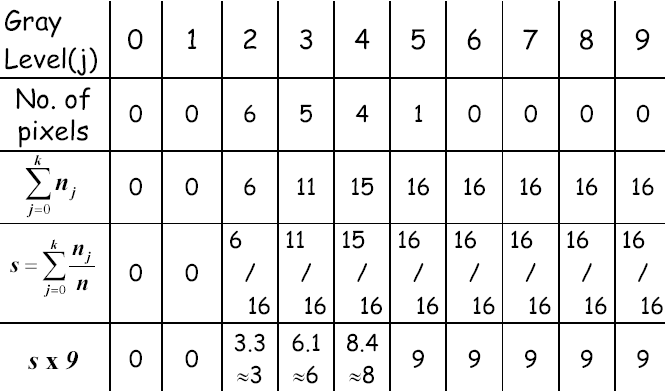 Gray Level(j) 0 1 2 3 4 5 6 7 8 9
No. of pixels 0 0 6 5 4 1 0 0 0 0
\sum_{j=0}^{k} n_j 0 0 6 11 15 16 16 16 16 16
s = \sum_{j=0}^{k} \frac{n_j}{n} 0 0 6/16 11/16 15/16 16/16 16/16 16/16 16/16 16/16
s x 9 0 0 3.3 ≈3 6.1 ≈6 8.4 ≈8 9 9 9 9 9